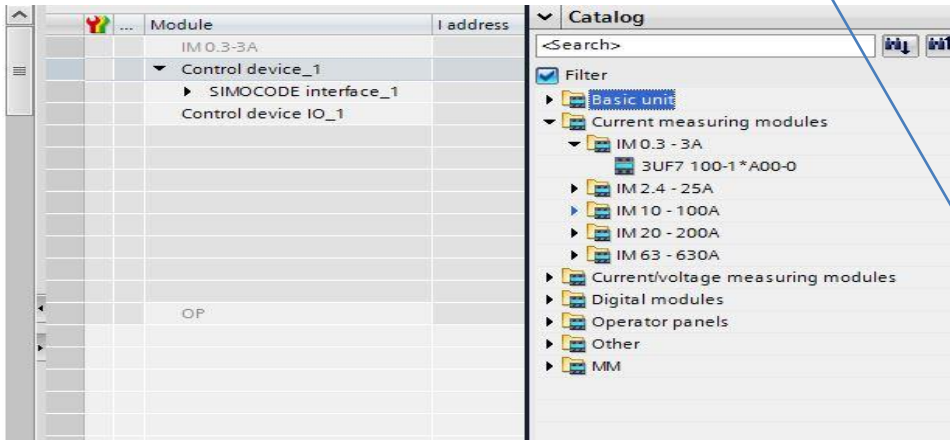 ... Module I address
IM 0.3-3A
Control device_1
SIMOCODE interface_1
Control device IO_1
OP
Catalog
<Search>
Filter
Basic unit
Current measuring modules
IM 0.3 - 3A
3UF7 100-1*A00-0
IM 2.4 - 25A
IM 10 - 100A
IM 20 - 200A
IM 63 - 630A
Current/voltage measuring modules
Digital modules
Operator panels
Other
MM